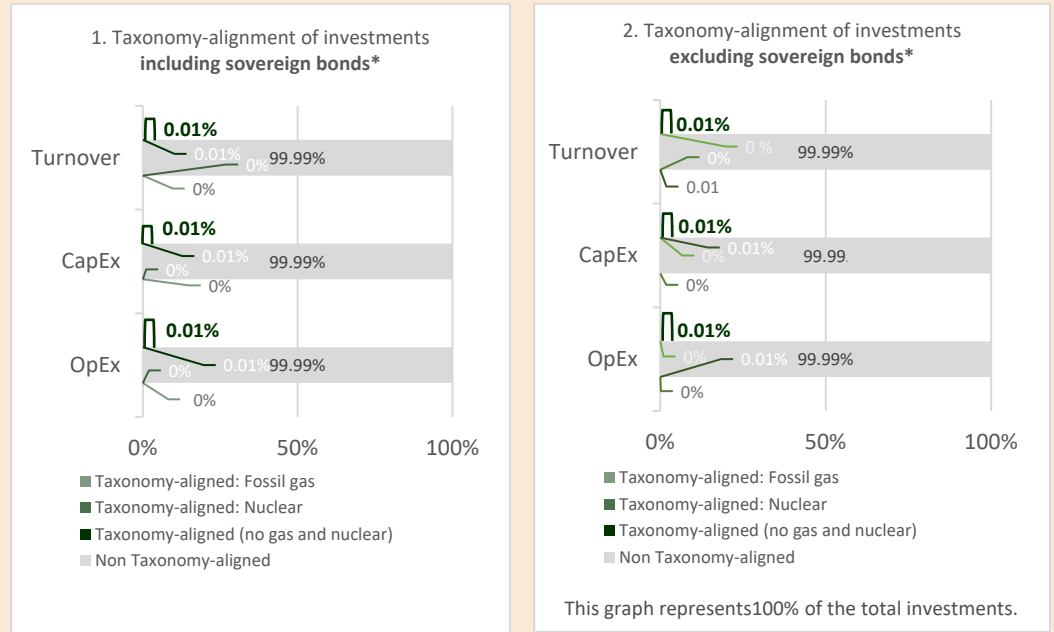 1. Taxonomy-alignment of investments
including sovereign bonds*
Turnover
0.01%
0.01%
0%
99.99%
0%
CapEx
0.01%
0.01%
0%
99.99%
0%
OpEx
0.01%
0.01%
0%
99.99%
0%
0% 50% 100%
Taxonomy-aligned: Fossil gas
Taxonomy-aligned: Nuclear
Taxonomy-aligned (no gas and nuclear)
Non Taxonomy-aligned
2. Taxonomy-alignment of investments
excluding sovereign bonds*
Turnover
0.01%
0 %
0%
99.99%
0.01
CapEx
0.01%
0.01%
0%
99.99
0%
OpEx
0.01%
0%
0.01%
99.99%
0%
0% 50% 100%
Taxonomy-aligned: Fossil gas
Taxonomy-aligned: Nuclear
Taxonomy-aligned (no gas and nuclear)
Non Taxonomy-aligned
This graph represents100% of the total investments.